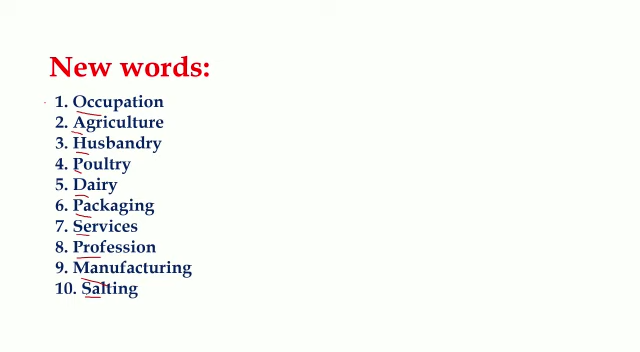 New words:
1. Occupation
2. Agriculture
3. Husbandry
4. Poultry
5. Dairy
6. Packaging
7. Services
8. Profession
9. Manufacturing
10. Salting